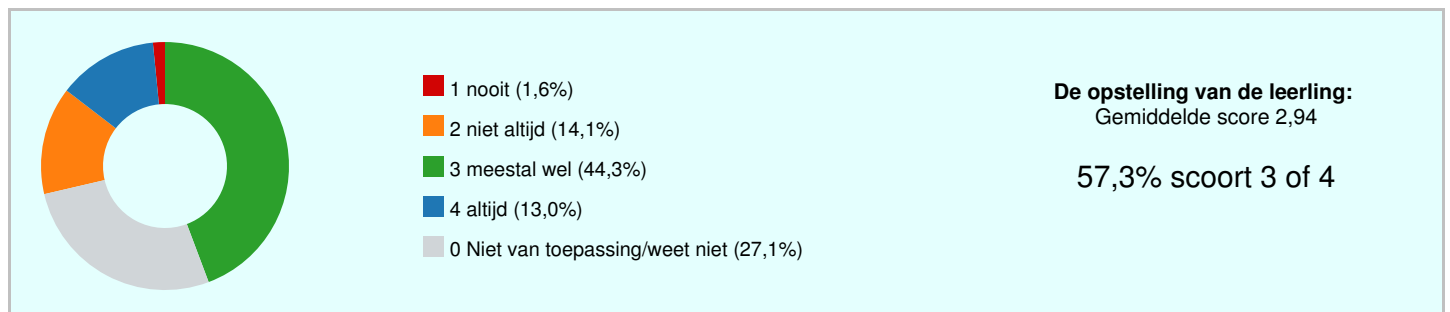 1 nooit (1,6%)
2 niet altijd (14,1%)
3 meestal wel (44,3%)
4 altijd (13,0%)
0 Niet van toepassing/weet niet (27,1%)
De opstelling van de leerling:
Gemiddelde score 2,94
57,3% scoort 3 of 4